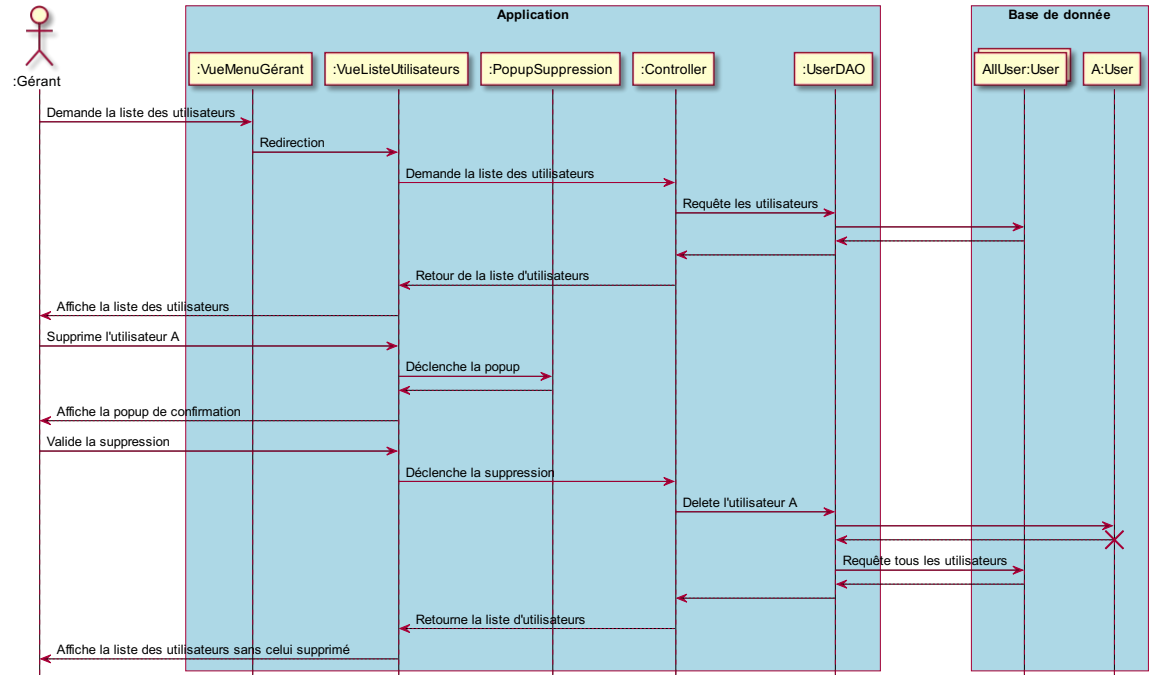 Application
Base de donnée
:Gérant
:VueMenuGérant
:VueListeUtilisateurs
:PopupSuppression
:Controller
:UserDAO
AllUser:User
A:User
Demande la liste des utilisateurs
Redirection
Demande la liste des utilisateurs
Requête les utilisateurs
Retour de la liste d'utilisateurs
Affiche la liste des utilisateurs
Supprime l'utilisateur A
Déclenche la popup
Affiche la popup de confirmation
Valide la suppression
Déclenche la suppression
Delete l'utilisateur A
Requête tous les utilisateurs
Retourne la liste d'utilisateurs
Affiche la liste des utilisateurs sans celui supprimé